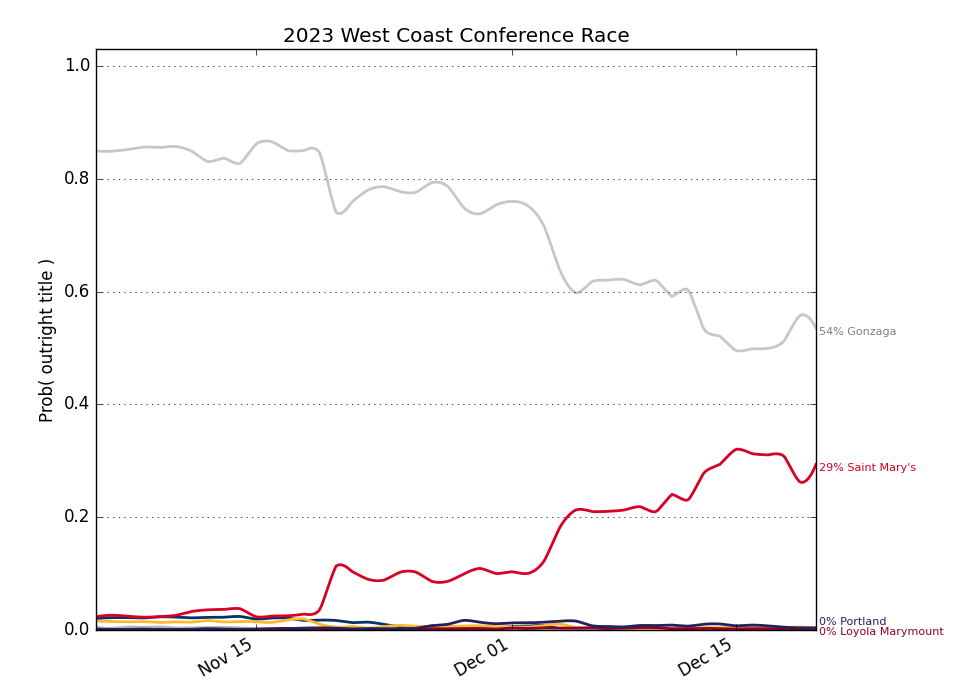 2023 West Coast Conference Race
1.0
0.8
0.6
0.4
0.2
0.0
Prob( outright title )
Nov 15
Dec 01
Dec 15
54% Gonzaga
29% Saint Mary's
0% Portland
0% Loyola Marymount